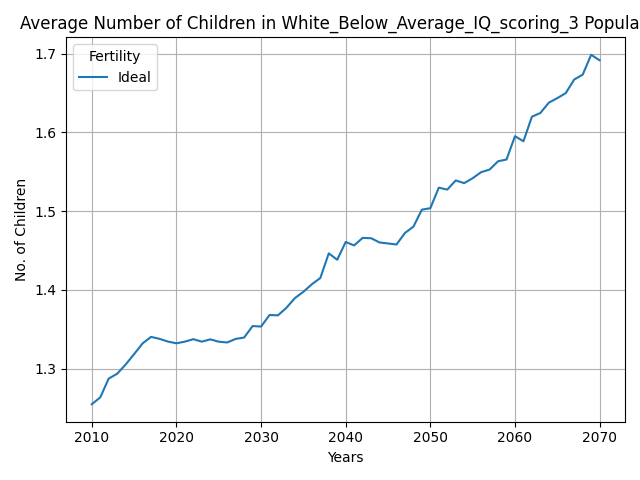 Average Number of Children in White_Below_Average_IQ_scoring_3 Popula
Fertility
Ideal
No. of Children
1.7
1.6
1.5
1.4
1.3
2010 2020 2030 2040 2050 2060 2070
Years